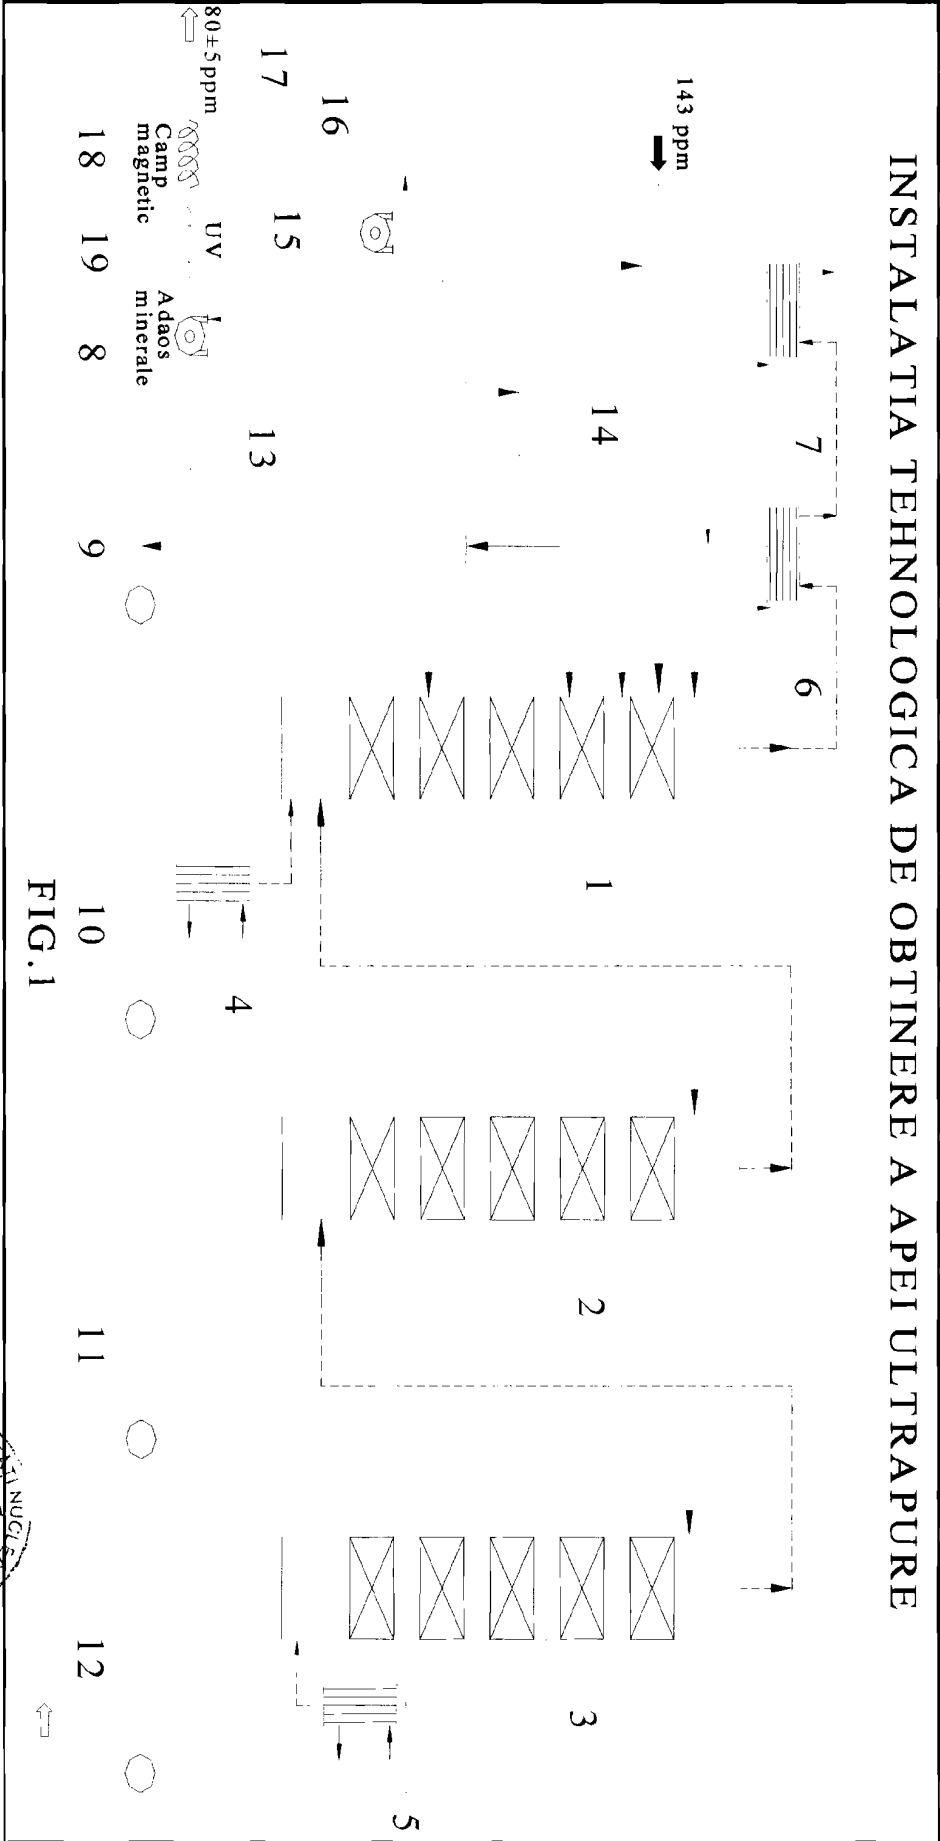 INSTALATIA TEHNOLOGICA DE OBTINERE A APEI ULTRAPURE
7
6
143 ppm
14
1
2
3
16
5
17
15
13
4
80±5ppm
UV
Camp
magnetic
Adaos
minerale
18
19
8
9
10
11
12
FIG.1